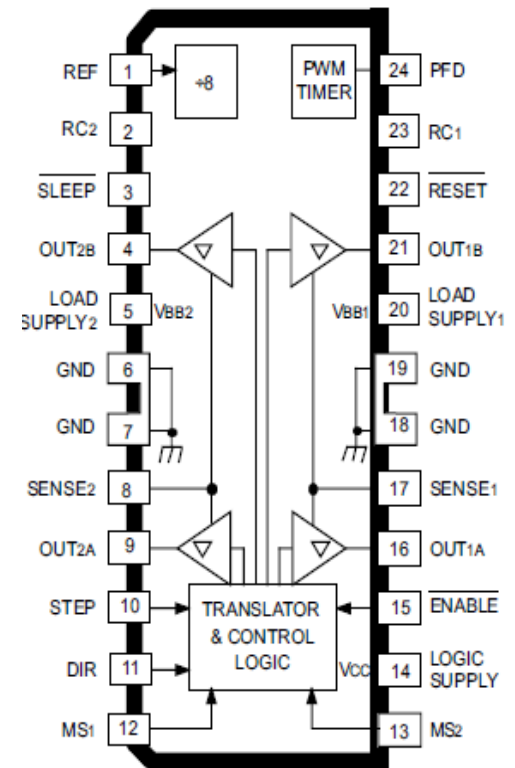 REF 1 ÷8 PWM TIMER 24 PFD
RC2 2 23 RC1
SLEEP 3 22 RESET
OUT2B 4 21 OUT1B
LOAD SUPPLY2 5 VBB2 VBB1 20 LOAD SUPPLY1
GND 6 19 GND
GND 7 18 GND
SENSE2 8 17 SENSE1
OUT2A 9 16 OUT1A
STEP 10 TRANSLATOR & CONTROL LOGIC 15 ENABLE
DIR 11 VCC 14 LOGIC SUPPLY
MS1 12 13 MS2